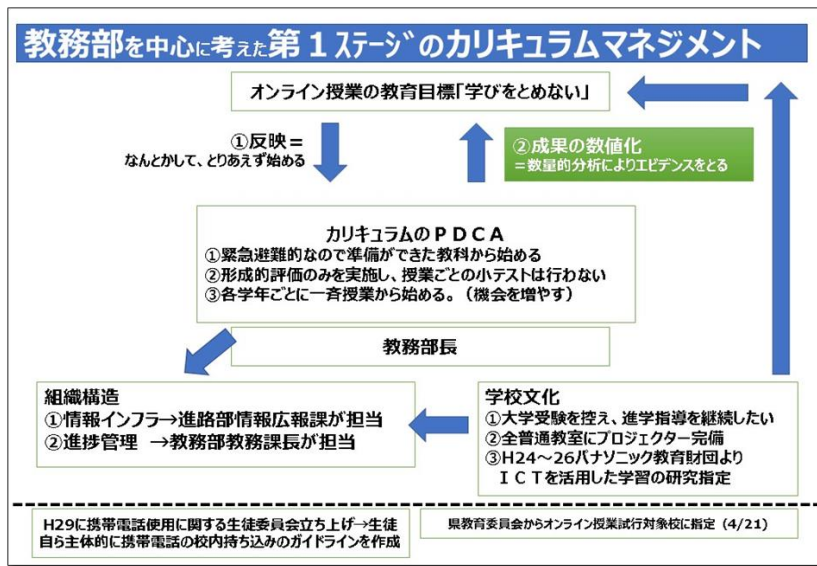 教務部を中心に考えた第１ｽﾃｰｼﾞのカリキュラムマネジメント
オンライン授業の教育目標「学びをとめない」
①反映＝
なんとかして、とりあえず始める
②成果の数値化
＝数量的分析によりエビデンスをとる
カリキュラムのＰＤＣＡ
①緊急避難的なので準備ができた教科から始める
②形成的評価のみを実施し、授業ごとの小テストは行わない
③各学年ごとに一斉授業から始める。（機会を増やす）
教務部長
組織構造
①情報インフラ→進路部情報広報課が担当
②進捗管理　→教務部教務課長が担当
学校文化
①大学受験を控え、進学指導を継続したい
②全普通教室にプロジェクター完備
③H24～26パナソニック教育財団より
ＩＣＴを活用した学習の研究指定
H29に携帯電話使用に関する生徒委員会立ち上げ→生徒
自ら主体的に携帯電話の校内持ち込みのガイドラインを作成
県教育委員会からオンライン授業試行対象校に指定（4/21）